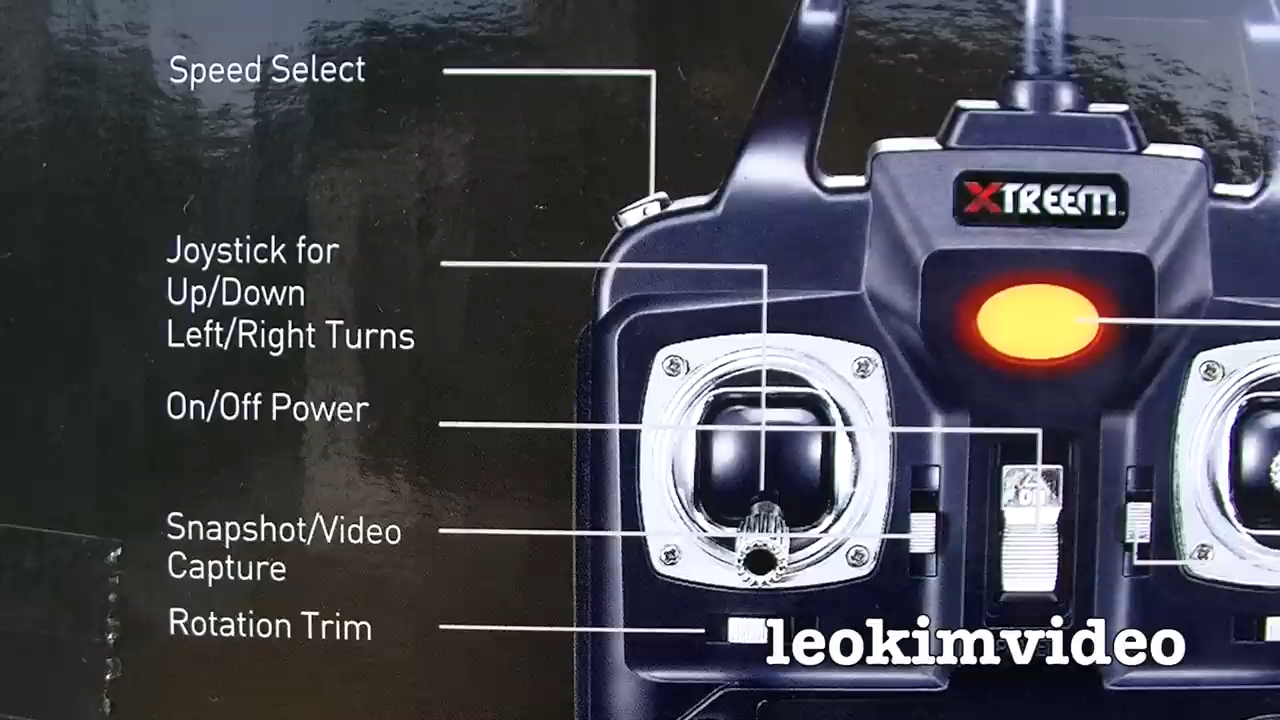 Speed Select
XTREEM
Joystick for
Up/Down
Left/Right Turns
On/Off Power
ON
Snapshot/Video
Capture
Rotation Trim
leokimvideo